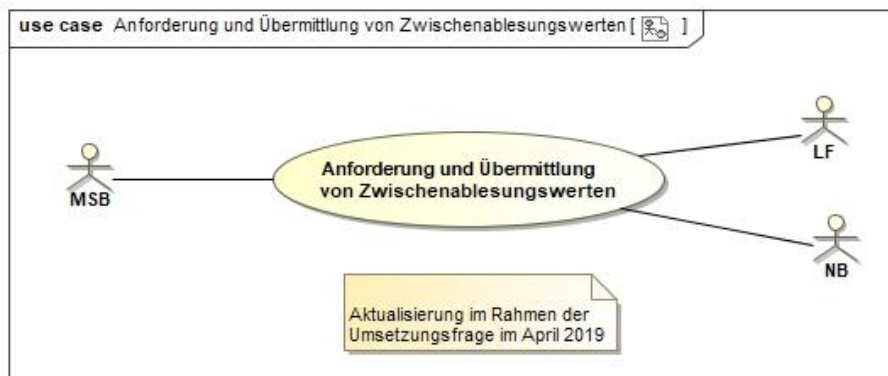 use case Anforderung und Übermittlung von Zwischenablesungswerten [ ]
LF
MSB
Anforderung und Übermittlung
von Zwischenablesungswerten
NB
Aktualisierung im Rahmen der
Umsetzungsfrage im April 2019